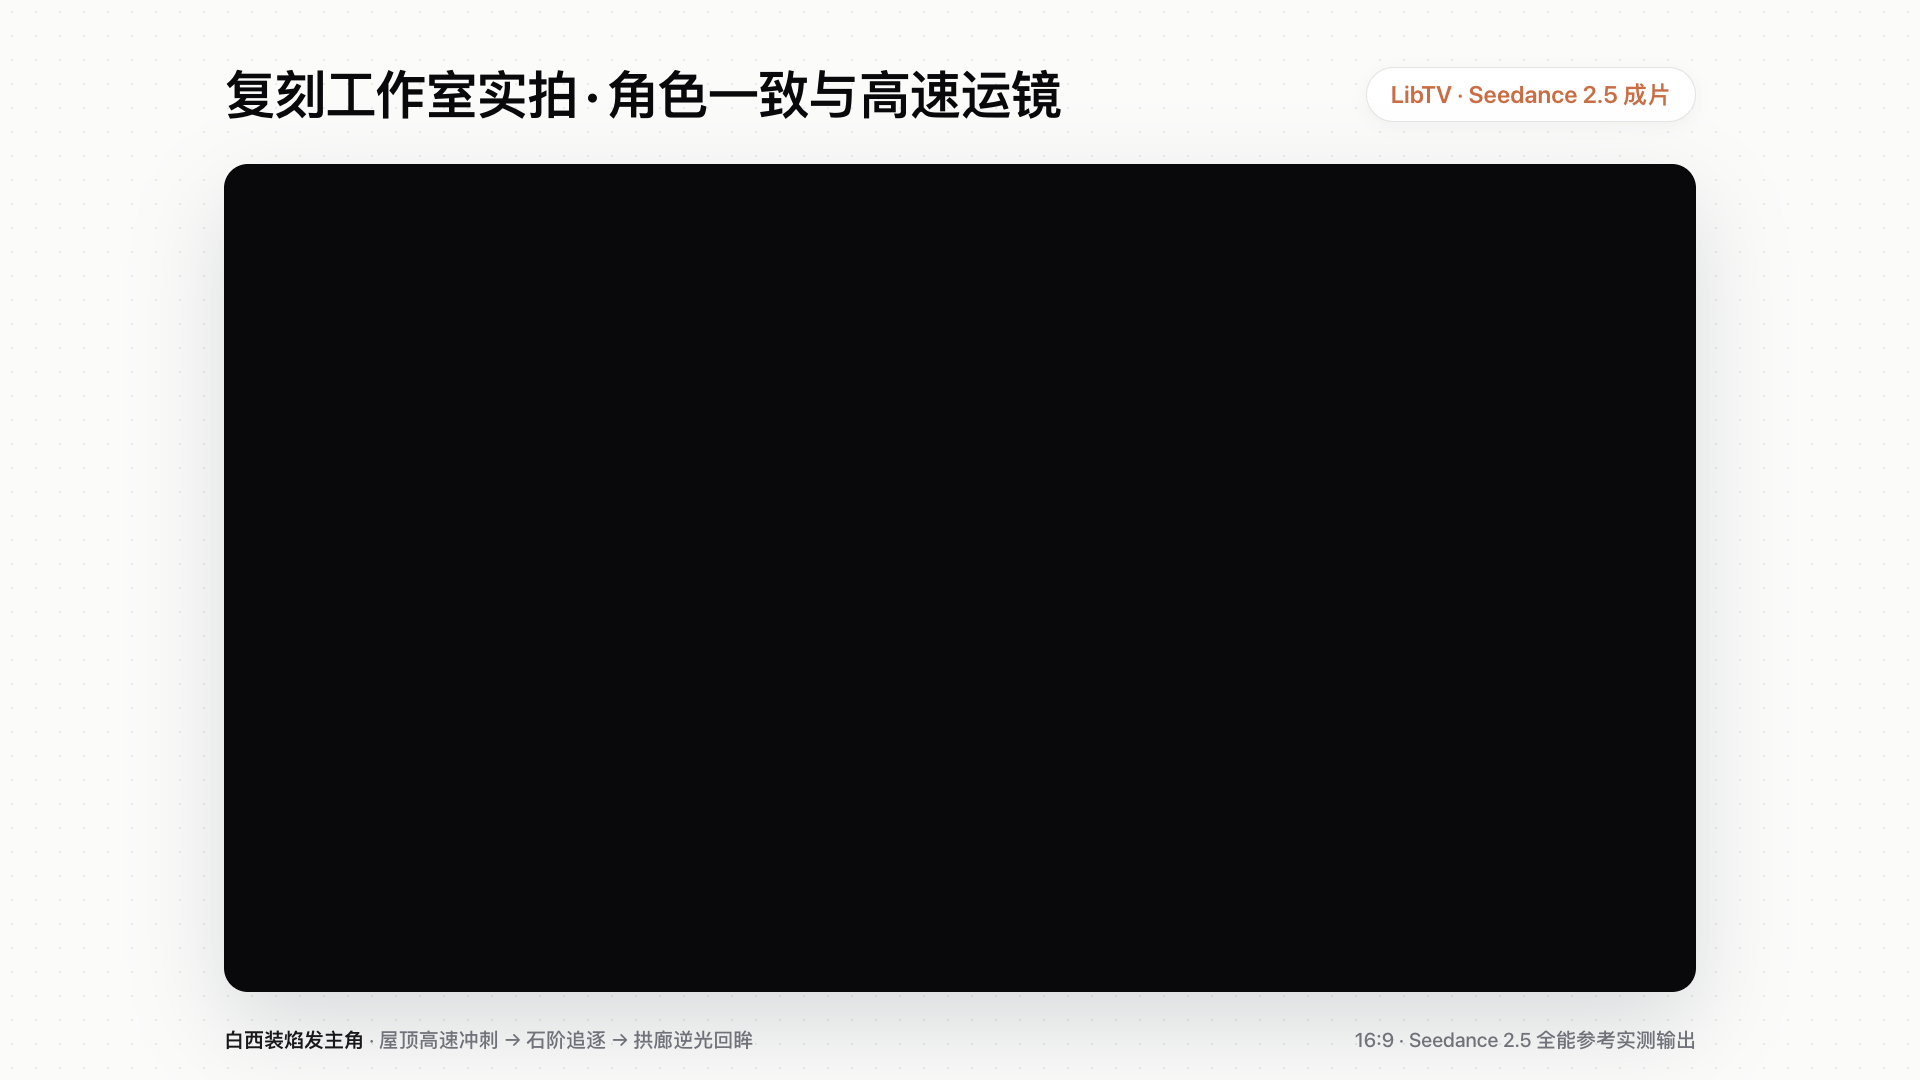 复刻工作室实拍·角色一致与高速运镜
LibTV · Seedance 2.5 成片
白西装焰发主角 · 屋顶高速冲刺 → 石阶追逐 → 拱廊逆光回眸
16:9 · Seedance 2.5 全能参考实测输出